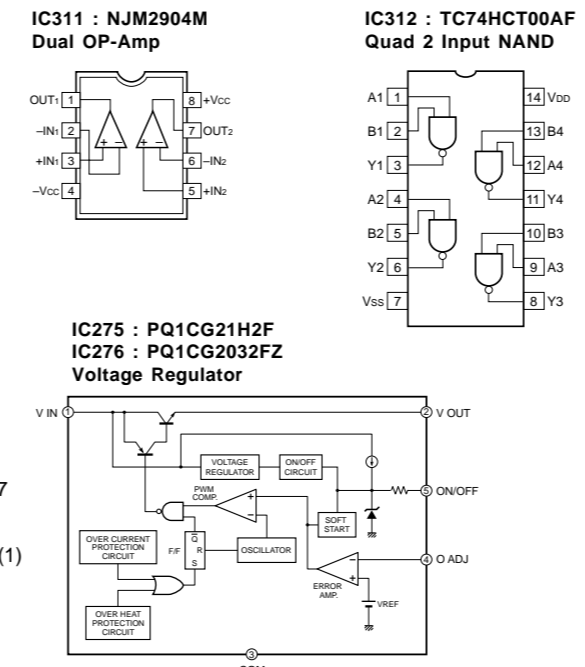 IC311 : NJM2904M
Dual OP-Amp
OUT1 1
–IN1 2
+IN1 3
–VCC 4
8 +VCC
7 OUT2
6 –IN2
5 +IN2
+ –
+ –
IC312 : TC74HCT00AF
Quad 2 Input NAND
A1 1
B1 2
Y1 3
A2 4
B2 5
Y2 6
VSS 7
14 VDD
13 B4
12 A4
11 Y4
10 B3
9 A3
8 Y3
IC275 : PQ1CG21H2F
IC276 : PQ1CG2032FZ
Voltage Regulator
V IN 1
2 V OUT
VOLTAGE
REGULATOR
ON/OFF
CIRCUIT
5 ON/OFF
PWM
COMP.
+
–
SOFT
START
OVER CURRENT
PROTECTION
CIRCUIT
F/F
Q
R
S
OSCILLATOR
4 O ADJ
–
+
ERROR
AMP.
VREF
OVER HEAT
PROTECTION
CIRCUIT
3
7
(1)